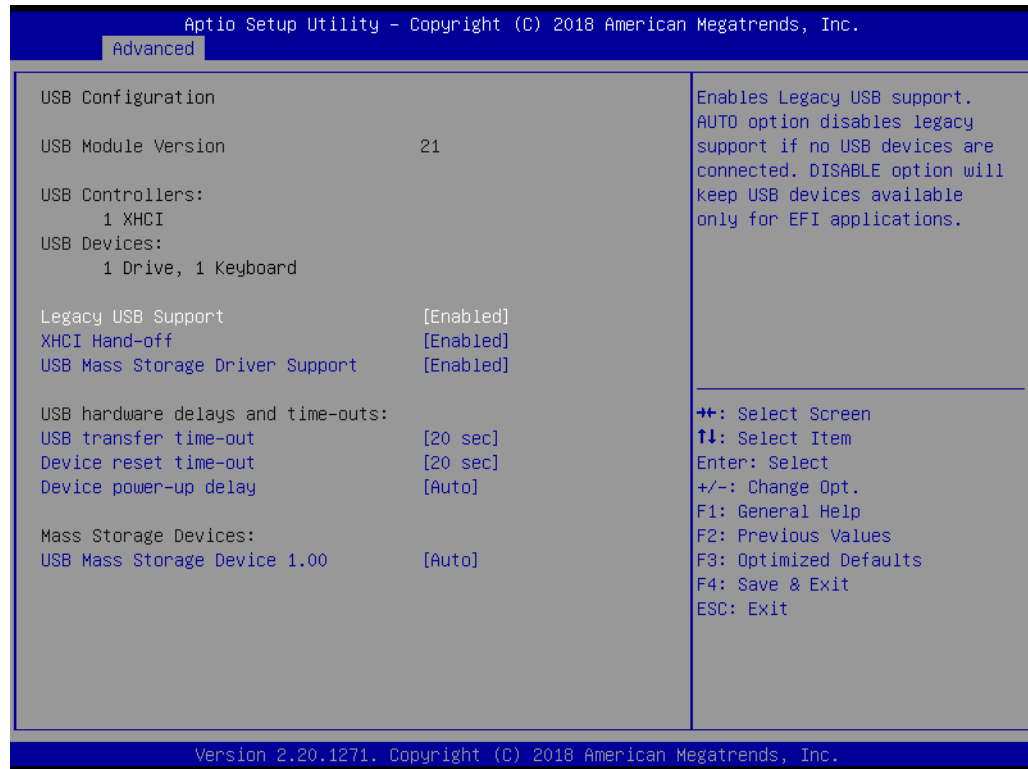 Aptio Setup Utility – Copyright (C) 2018 American Megatrends, Inc.
Advanced
USB Configuration
USB Module Version 21
USB Controllers:
1 XHCI
USB Devices:
1 Drive, 1 Keyboard
Legacy USB Support [Enabled]
XHCI Hand-off [Enabled]
USB Mass Storage Driver Support [Enabled]
USB hardware delays and time-outs:
USB transfer time-out [20 sec]
Device reset time-out [20 sec]
Device power-up delay [Auto]
Mass Storage Devices:
USB Mass Storage Device 1.00 [Auto]
Enables Legacy USB support.
AUTO option disables legacy
support if no USB devices are
connected. DISABLE option will
keep USB devices available
only for EFI applications.
→←: Select Screen
↑↓: Select Item
Enter: Select
+/-: Change Opt.
F1: General Help
F2: Previous Values
F3: Optimized Defaults
F4: Save & Exit
ESC: Exit
Version 2.20.1271. Copyright (C) 2018 American Megatrends, Inc.